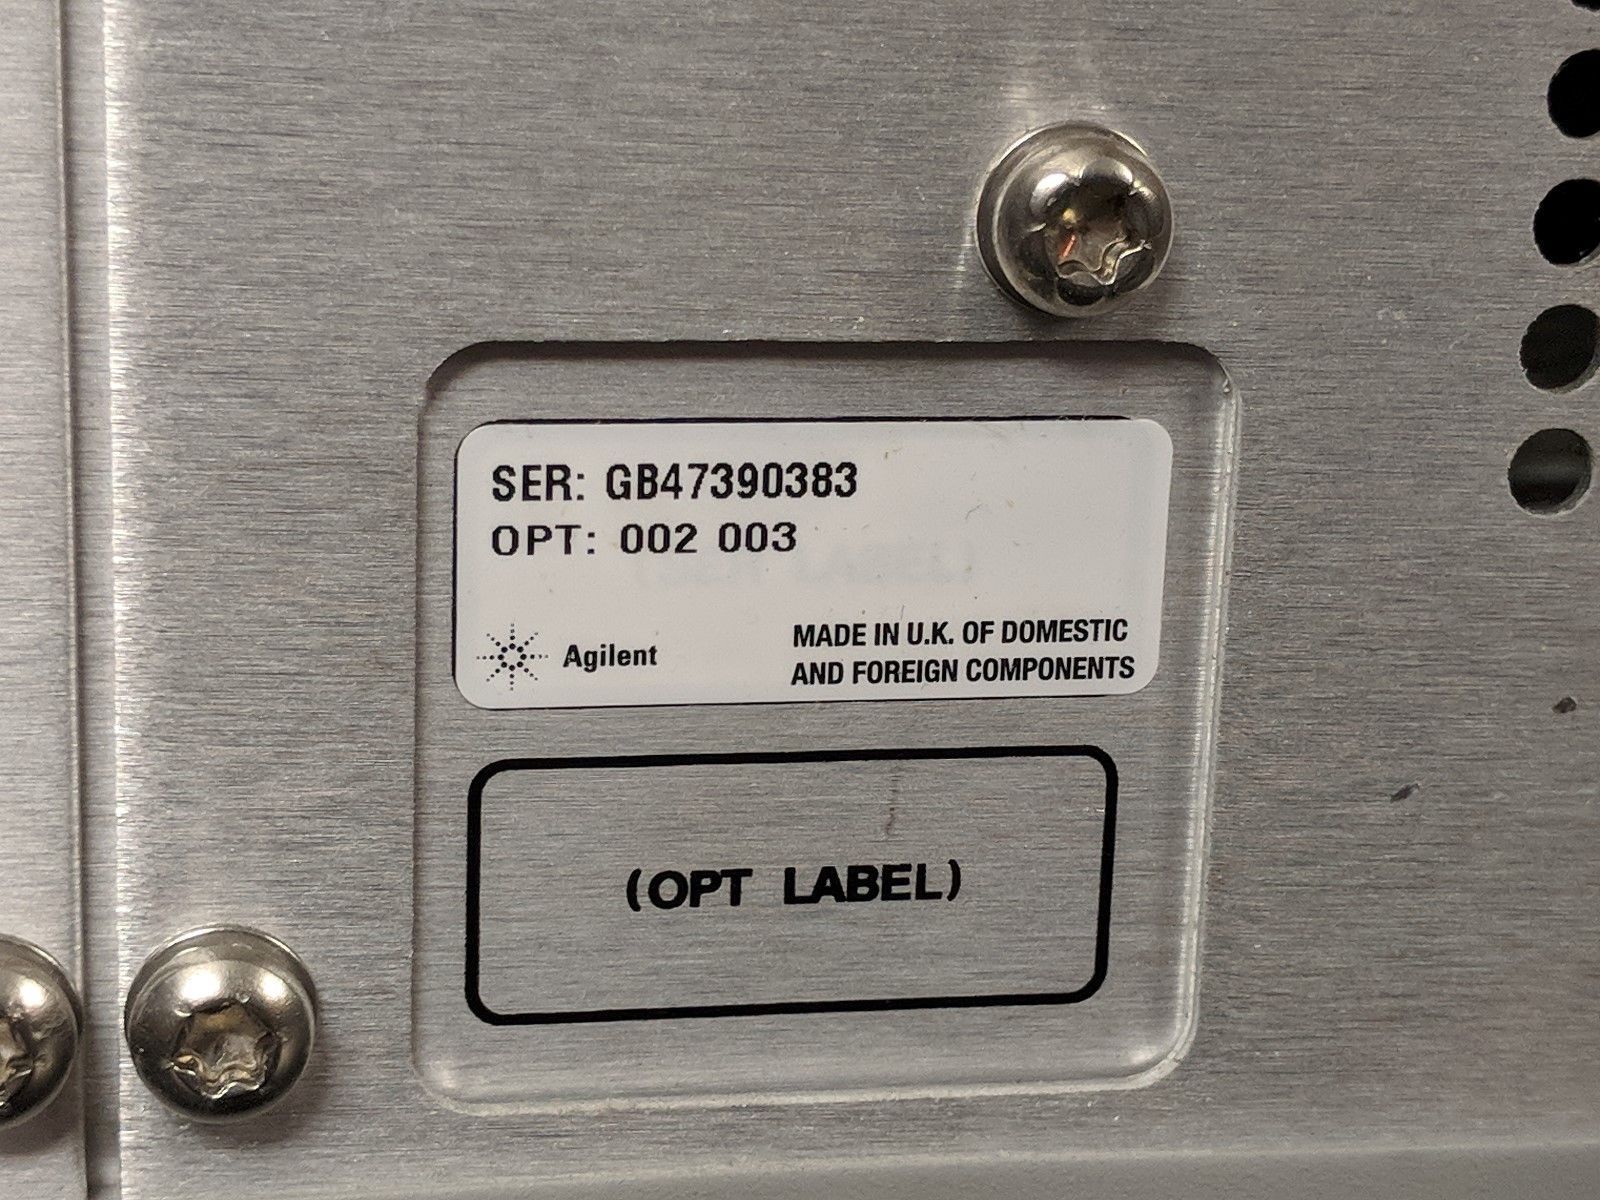 SER: GB47390383
OPT: 002 003
Agilent
MADE IN U.K. OF DOMESTIC
AND FOREIGN COMPONENTS
(OPT LABEL)